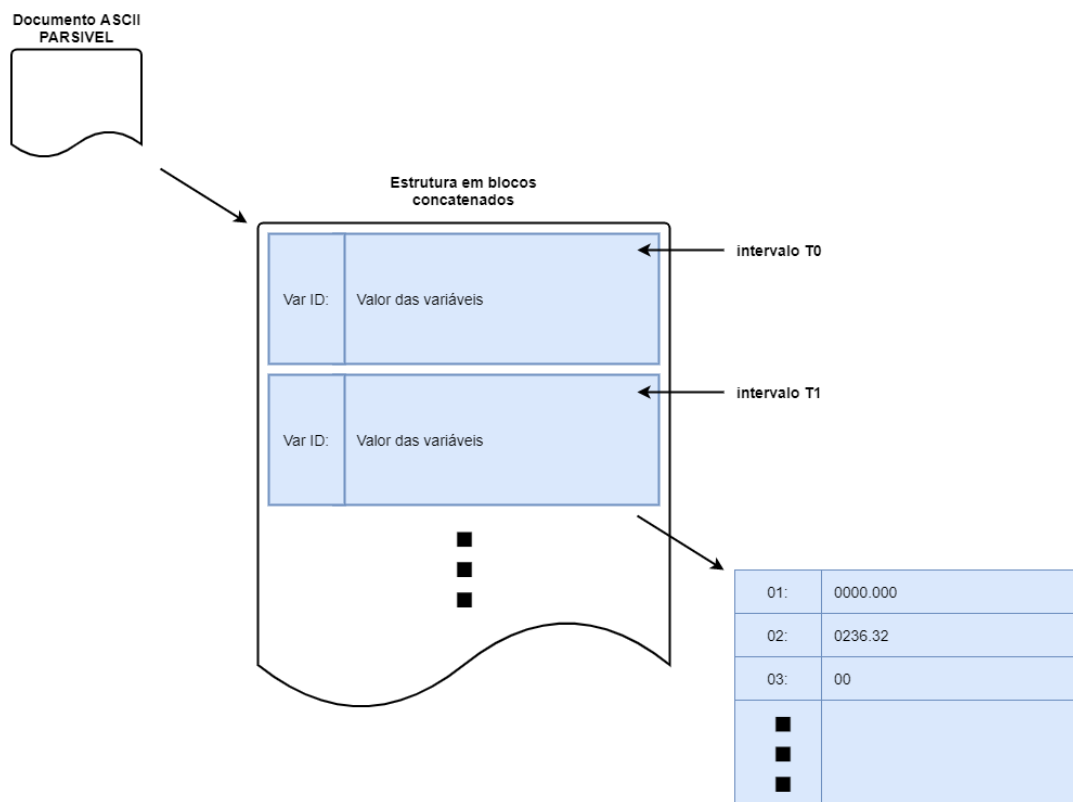 Documento ASCII
PARSIVEL
Estrutura em blocos
concatenados
intervalo T0
Var ID:
Valor das variáveis
intervalo T1
Var ID:
Valor das variáveis
01:
0000.000
02:
0236.32
03:
00